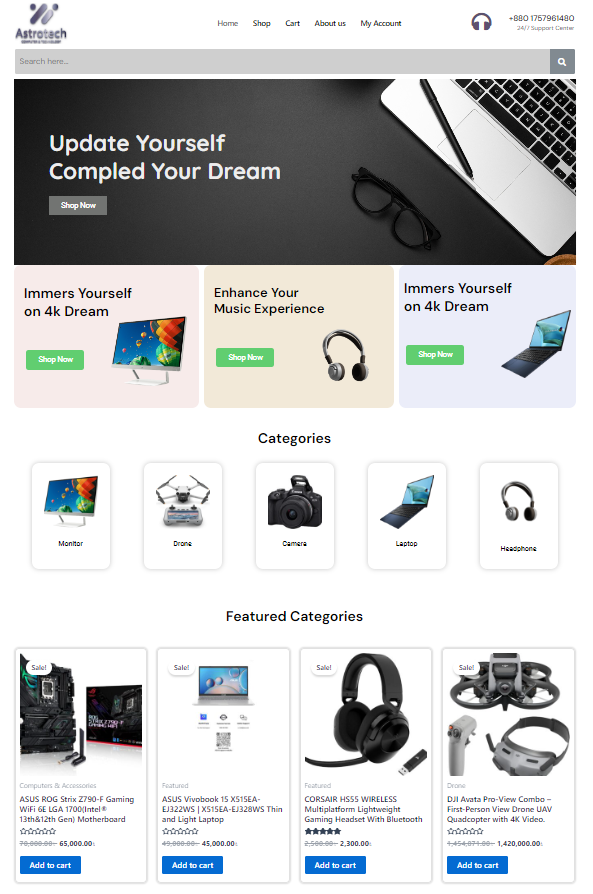 Astrotech
Home Shop Cart About us My Account
+880 1757961480
24/7 Support Center
Search here...
Update Yourself
Compled Your Dream
Shop Now
Immers Yourself
on 4k Dream
Shop Now
Enhance Your
Music Experience
Shop Now
Immers Yourself
on 4k Dream
Shop Now
Categories
Monitor
Drone
Camera
Laptop
Headphone
Featured Categories
Sale!
ROG
STRIX Z790-F
GAMING WIFI
Computers & Accessories
ASUS ROG Strix Z790-F Gaming
WiFi 6E LGA 1700(Intel®
13th&12th Gen) Motherboard
70,000.00 65,000.00
Add to cart
Sale!
Featured
ASUS Vivobook 15 X515EA-
EJ322WS | X515EA-EJ328WS Thin
and Light Laptop
49,000.00 45,000.00
Add to cart
Sale!
Featured
CORSAIR HS55 WIRELESS
Multiplatform Lightweight
Gaming Headset With Bluetooth
2,500.00 2,300.00
Add to cart
Sale!
Drone
DJI Avata Pro-View Combo –
First-Person View Drone UAV
Quadcopter with 4K Video.
1,454,071.00 1,420,000.00
Add to cart